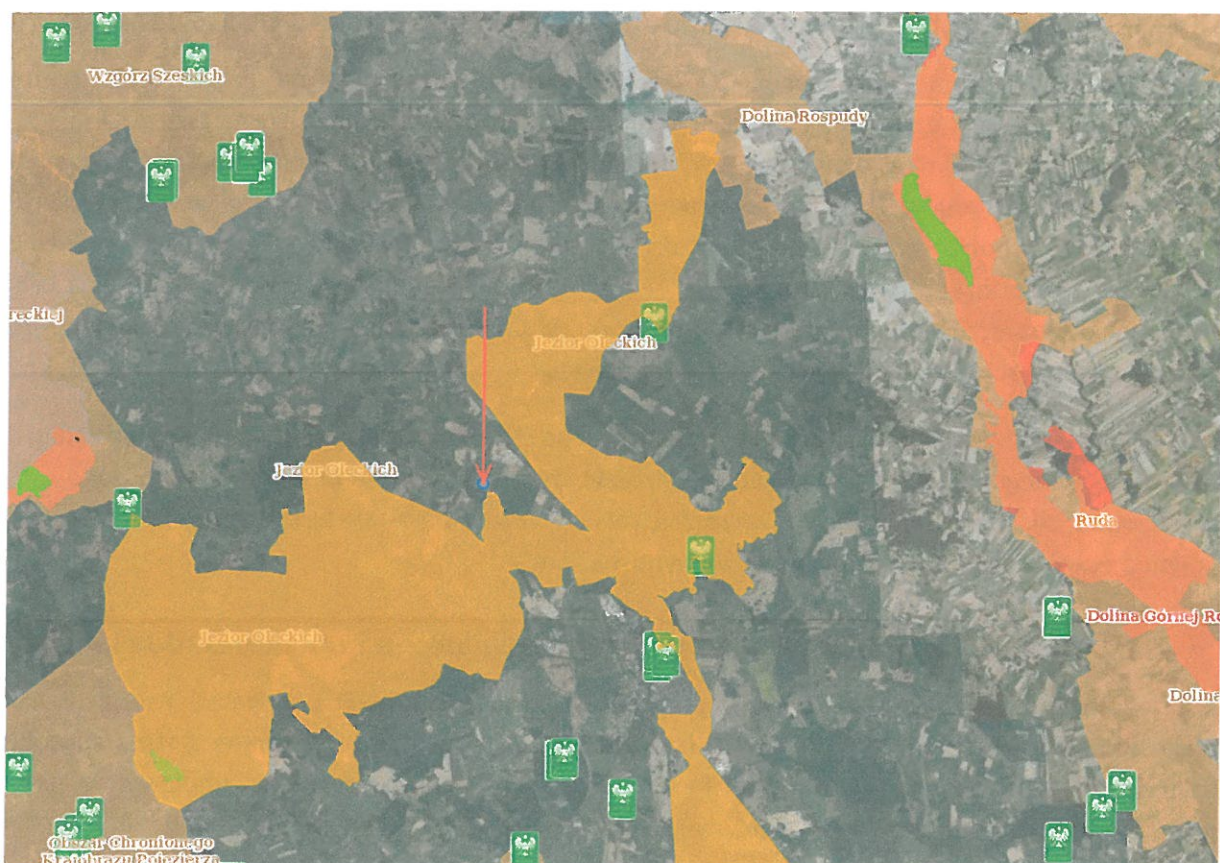 Wzgórz Szeskich
Dolina Rospudy
reckiej
Jezior Oleckich
Jezior Oleckich
Ruda
Dolina Górnej Ro
Jezior Oleckich
Dolina
Obszar Chronionego
Krajobrazu Pojezierza